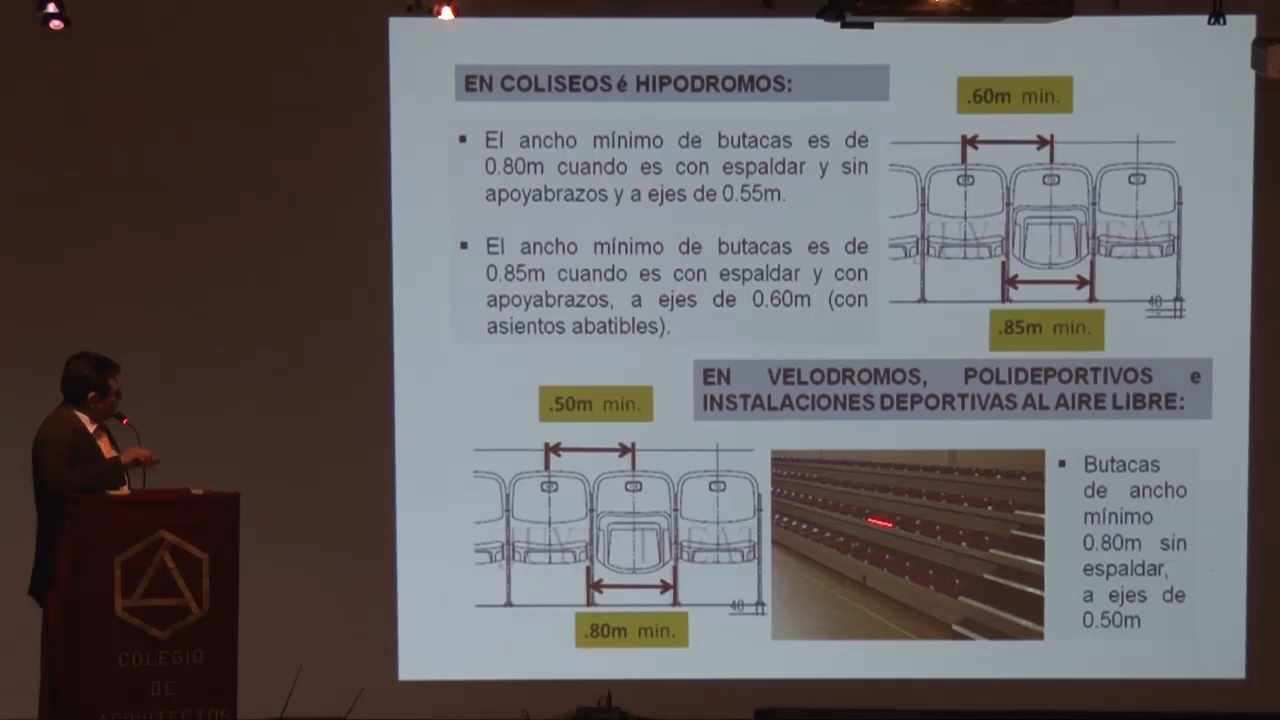 EN COLISEOS é HIPODROMOS:
.60m min.
▪ El ancho mínimo de butacas es de
0.80m cuando es con espaldar y sin
apoyabrazos y a ejes de 0.55m.
▪ El ancho mínimo de butacas es de
0.85m cuando es con espaldar y con
apoyabrazos, a ejes de 0.60m (con
asientos abatibles).
40
.85m min.
EN VELODROMOS, POLIDEPORTIVOS e
INSTALACIONES DEPORTIVAS AL AIRE LIBRE:
.50m min.
40
.80m min.
▪ Butacas
de ancho
mínimo
0.80m sin
espaldar,
a ejes de
0.50m
COLEGIO
DE
ARQUITECTOS